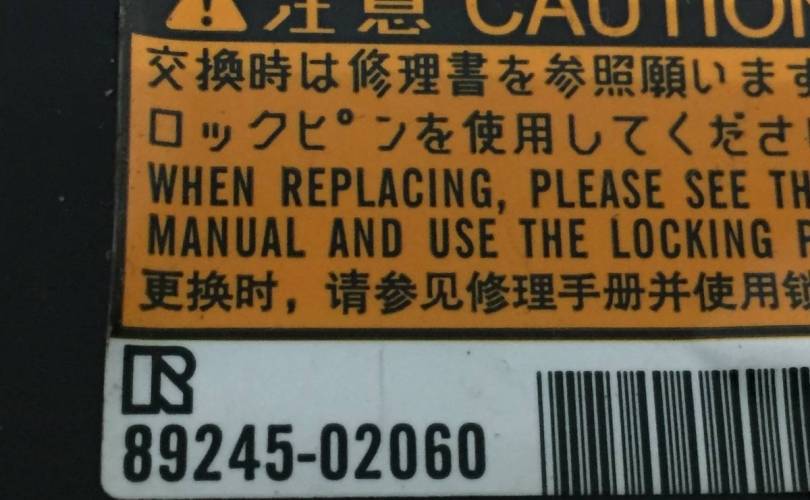 注意 CAUTION
交換時は修理書を参照願います
ロックピンを使用してくださ
WHEN REPLACING, PLEASE SEE TH
MANUAL AND USE THE LOCKING P
更换时，请参见修理手册并使用锁
R
89245-02060